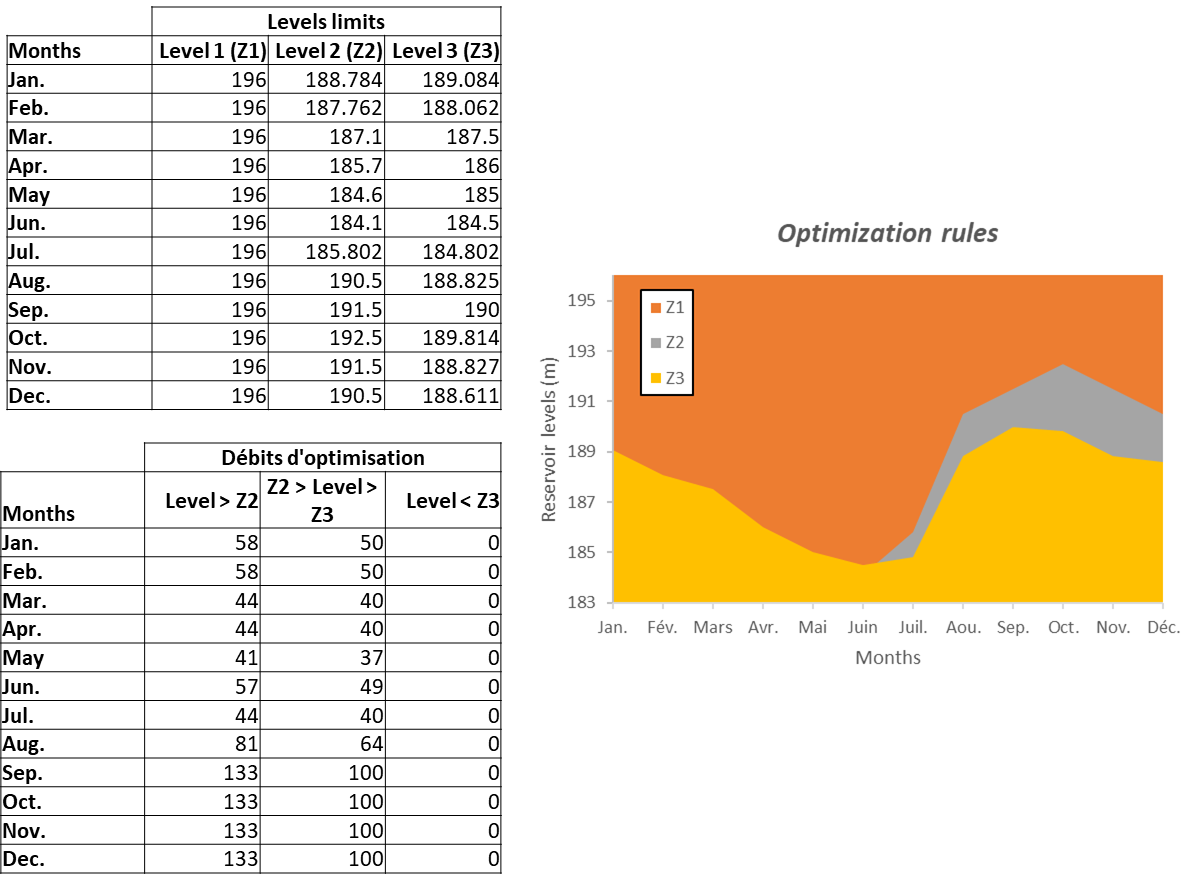 Levels limits
Months Level 1 (Z1) Level 2 (Z2) Level 3 (Z3)
Jan. 196 188.784 189.084
Feb. 196 187.762 188.062
Mar. 196 187.1 187.5
Apr. 196 185.7 186
May 196 184.6 185
Jun. 196 184.1 184.5
Jul. 196 185.802 184.802
Aug. 196 190.5 188.825
Sep. 196 191.5 190
Oct. 196 192.5 189.814
Nov. 196 191.5 188.827
Dec. 196 190.5 188.611
Débits d'optimisation
Months Level > Z2 Z2 > Level > Z3 Level < Z3
Jan. 58 50 0
Feb. 58 50 0
Mar. 44 40 0
Apr. 44 40 0
May 41 37 0
Jun. 57 49 0
Jul. 44 40 0
Aug. 81 64 0
Sep. 133 100 0
Oct. 133 100 0
Nov. 133 100 0
Dec. 133 100 0
Optimization rules
Reservoir levels (m)
195
193
191
189
187
185
183
Z1
Z2
Z3
Jan. Fév. Mars Avr. Mai Juin Juil. Aou. Sep. Oct. Nov. Déc.
Months